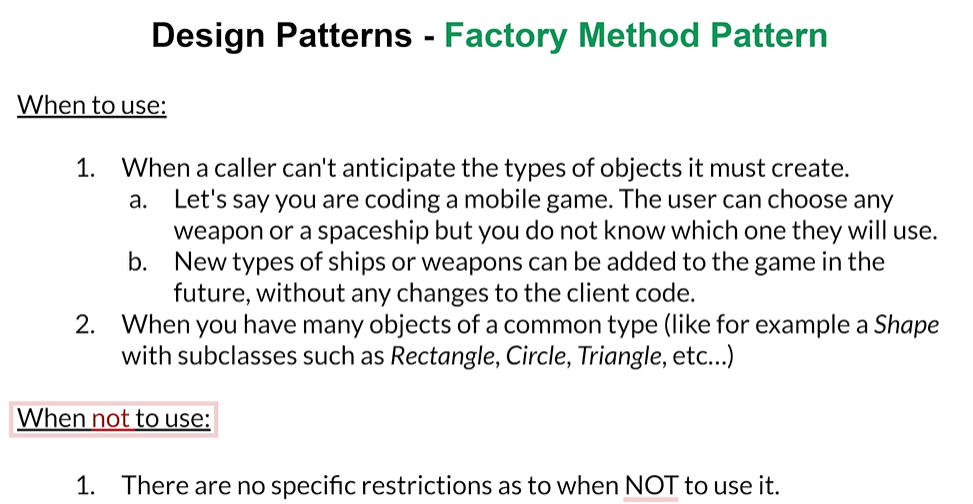 Design Patterns - Factory Method Pattern
When to use:
1. When a caller can't anticipate the types of objects it must create.
a. Let's say you are coding a mobile game. The user can choose any
weapon or a spaceship but you do not know which one they will use.
b. New types of ships or weapons can be added to the game in the
future, without any changes to the client code.
2. When you have many objects of a common type (like for example a Shape
with subclasses such as Rectangle, Circle, Triangle, etc...)
When not to use:
1. There are no specific restrictions as to when NOT to use it.